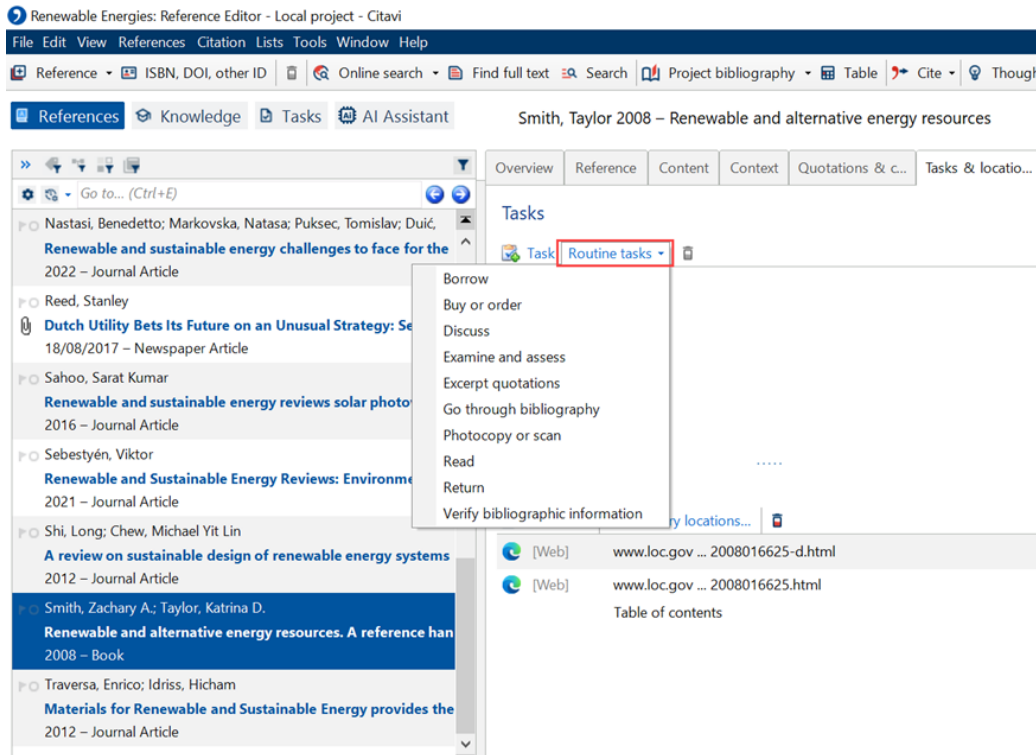 Renewable Energies: Reference Editor - Local project - Citavi
File Edit View References Citation Lists Tools Window Help
Reference ISBN, DOI, other ID Online search Find full text Search Project bibliography Table Cite Though
References Knowledge Tasks AI Assistant
Smith, Taylor 2008 – Renewable and alternative energy resources
Overview Reference Content Context Quotations & c... Tasks & locatio...
Go to... (Ctrl+E)
Nastasi, Benedetto; Markovska, Natasa; Puksec, Tomislav; Duić,
Renewable and sustainable energy challenges to face for the
2022 – Journal Article
Reed, Stanley
Dutch Utility Bets Its Future on an Unusual Strategy: Se
18/08/2017 – Newspaper Article
Sahoo, Sarat Kumar
Renewable and sustainable energy reviews solar photo
2016 – Journal Article
Sebestyén, Viktor
Renewable and Sustainable Energy Reviews: Environme
2021 – Journal Article
Shi, Long; Chew, Michael Yit Lin
A review on sustainable design of renewable energy systems
2012 – Journal Article
Smith, Zachary A.; Taylor, Katrina D.
Renewable and alternative energy resources. A reference han
2008 – Book
Traversa, Enrico; Idriss, Hicham
Materials for Renewable and Sustainable Energy provides the
2012 – Journal Article
Tasks
Task Routine tasks
Borrow
Buy or order
Discuss
Examine and assess
Excerpt quotations
Go through bibliography
Photocopy or scan
Read
Return
Verify bibliographic information
ry locations...
[Web] www.loc.gov ... 2008016625-d.html
[Web] www.loc.gov ... 2008016625.html
Table of contents